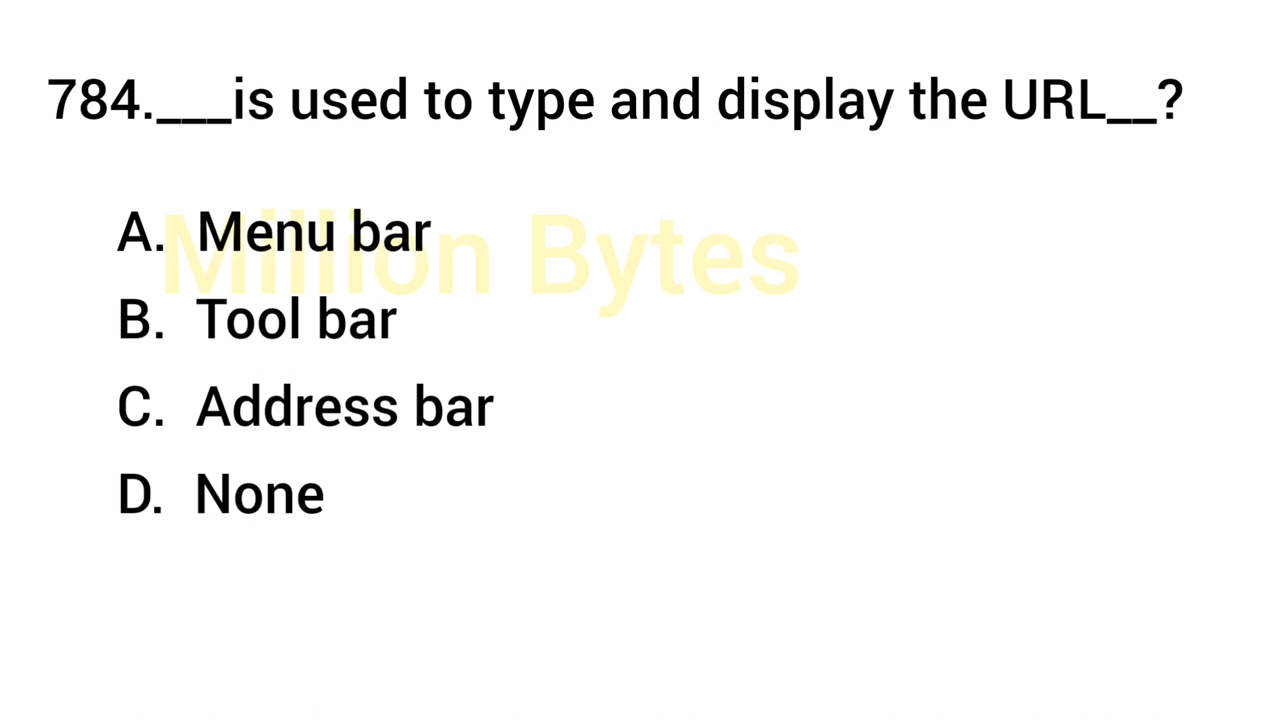 784.___is used to type and display the URL__?
Million Bytes
A. Menu bar
B. Tool bar
C. Address bar
D. None